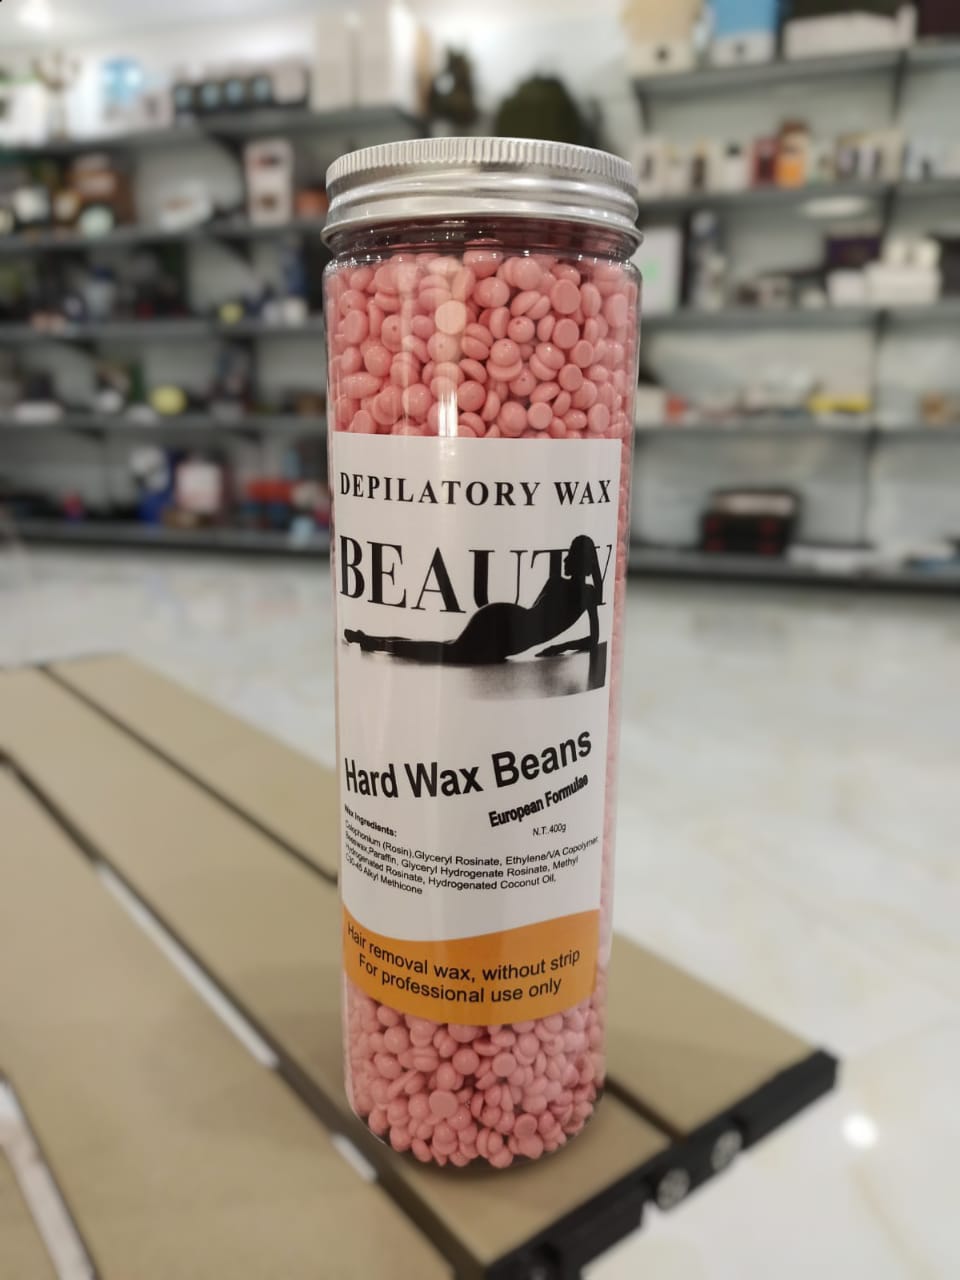 DEPILATORY WAX
BEAUTY
Hard Wax Beans
European Formulae
N.T.:400g
Wax Ingredients:
Colophonium (Rosin),Glyceryl Rosinate, Ethylene/VA Copolymer,
Beeswax,Paraffin, Glyceryl Hydrogenate Rosinate, Methyl
Hydrogenated Rosinate, Hydrogenated Coconut Oil,
C30-45 Alkyl Methicone
Hair removal wax, without strip
For professional use only